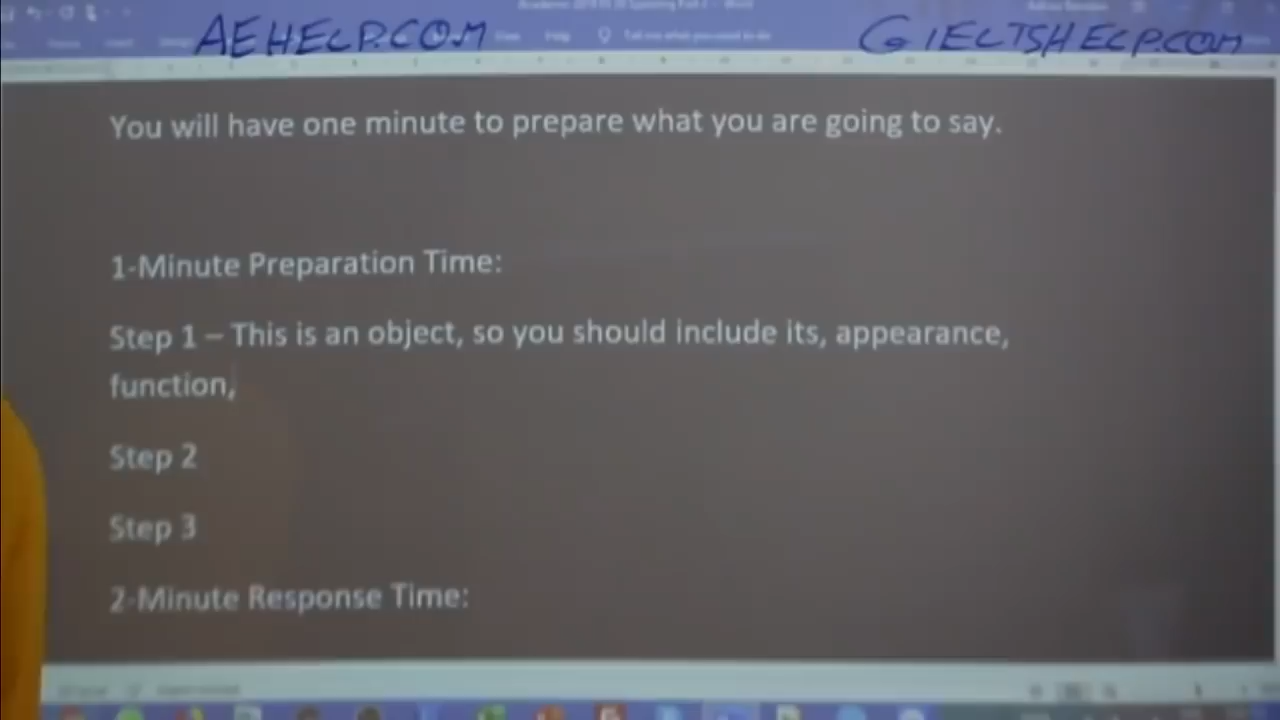 AEHELP.COM
GIELTSHELP.COM
You will have one minute to prepare what you are going to say.
1-Minute Preparation Time:
Step 1 – This is an object, so you should include its, appearance,
function,
Step 2
Step 3
2-Minute Response Time: